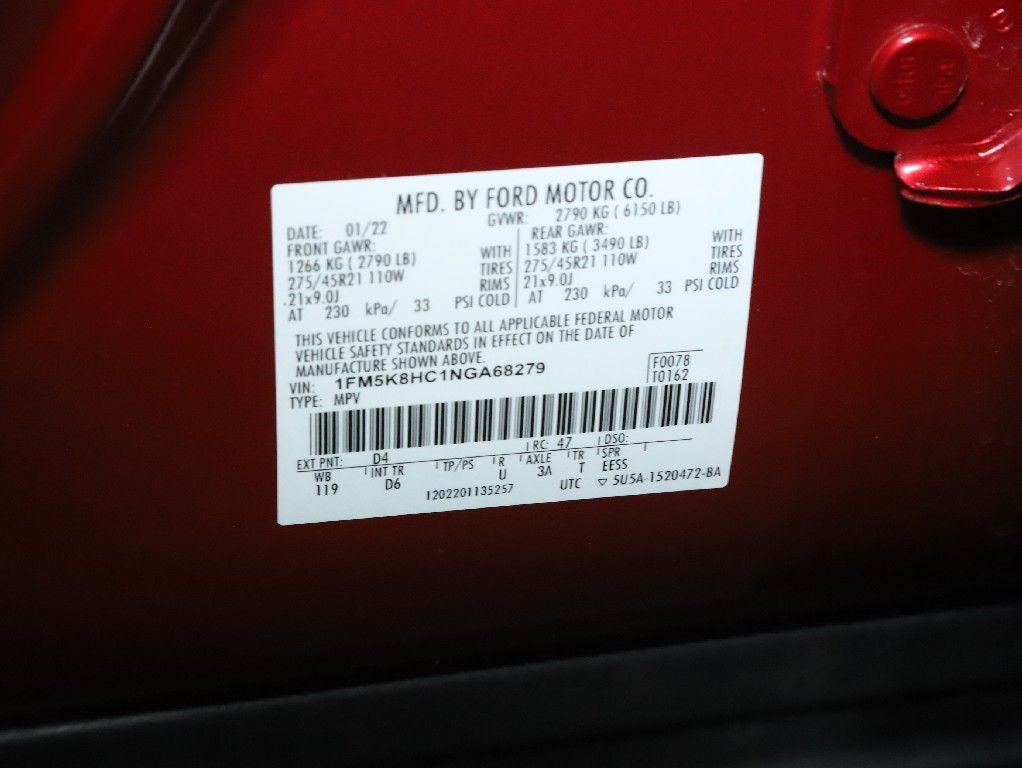 MFD. BY FORD MOTOR CO.
DATE: 01/22 GVWR: 2790 KG ( 6150 LB)
FRONT GAWR: REAR GAWR:
1266 KG ( 2790 LB) WITH 1583 KG ( 3490 LB) WITH
275/45R21 110W TIRES 275/45R21 110W TIRES
21x9.0J RIMS 21x9.0J RIMS
AT 230 kPa/ 33 PSI COLD AT 230 kPa/ 33 PSI COLD
THIS VEHICLE CONFORMS TO ALL APPLICABLE FEDERAL MOTOR
VEHICLE SAFETY STANDARDS IN EFFECT ON THE DATE OF
MANUFACTURE SHOWN ABOVE.
VIN: 1FM5K8HC1NGA68279 F0078
TYPE: MPV T0162
EXT PNT: D4 RC: 47 DSO:
WB INT TR TP/PS R AXLE TR SPR
119 D6 U 3A T EESS
1202201135257 UTC ▽ 5U5A-1520472-BA